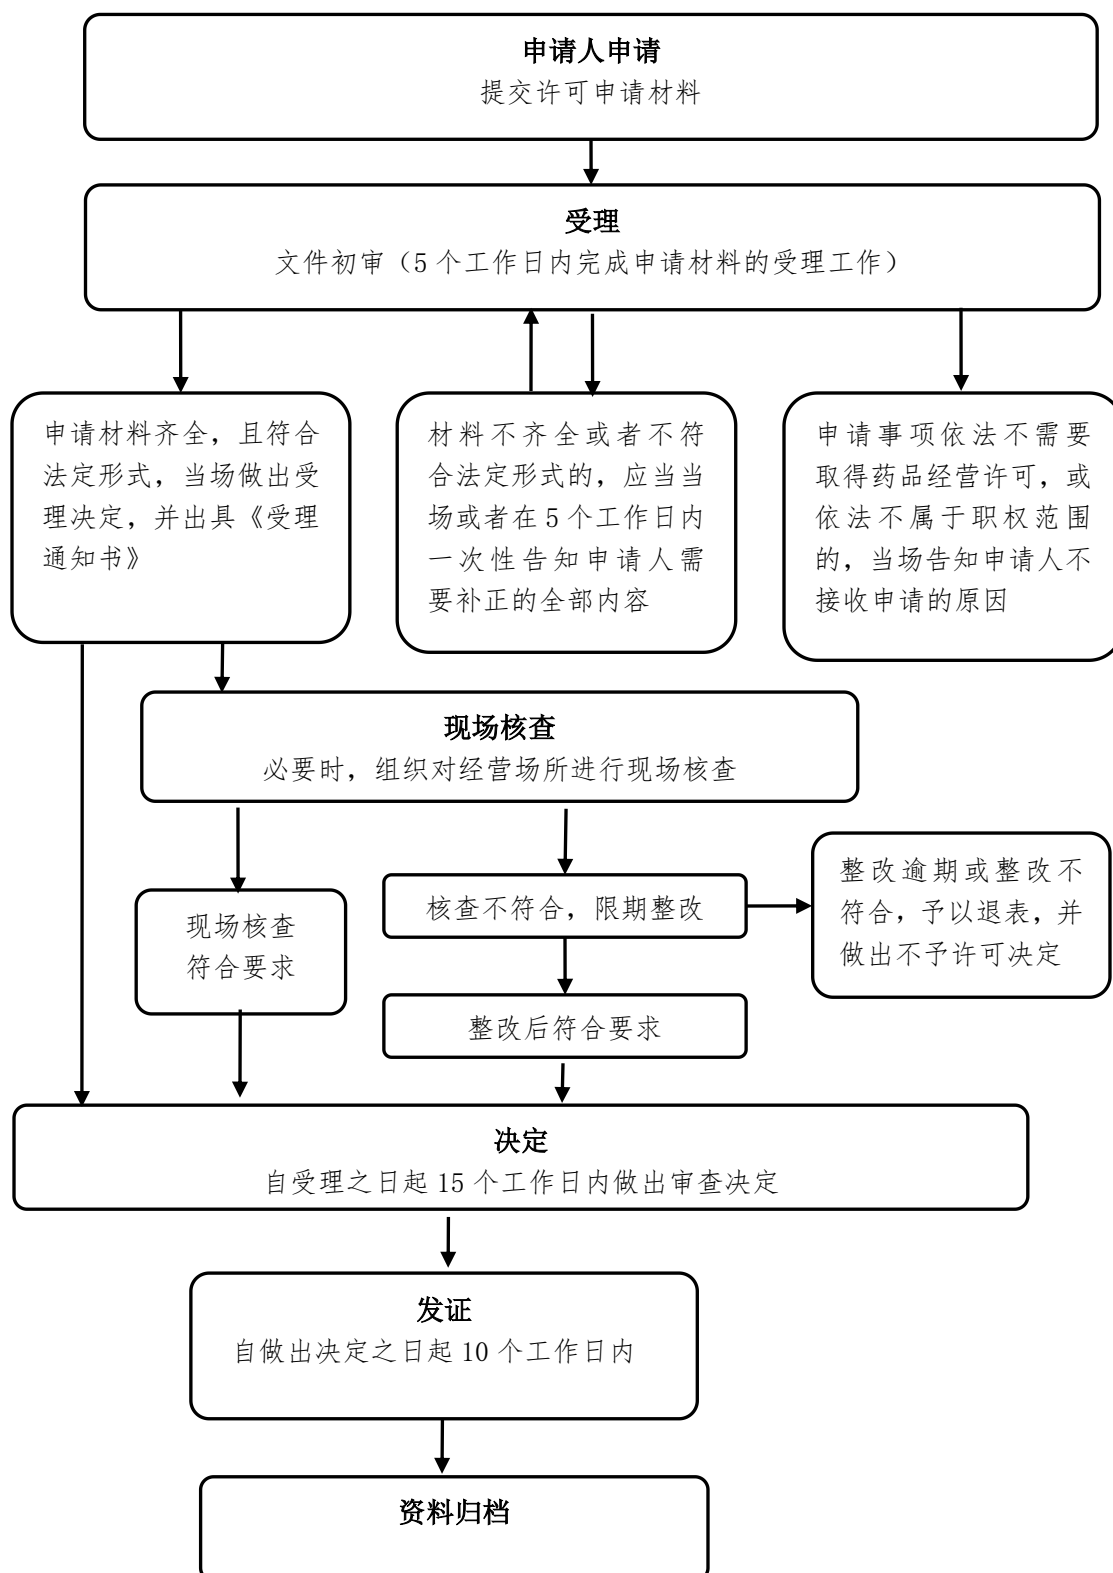 申请人申请
提交许可申请材料
受理
文件初审（5 个工作日内完成申请材料的受理工作）
申请材料齐全，且符合
法定形式，当场做出受
理决定，并出具《受理
通知书》
材料不齐全或者不符
合法定形式的，应当当
场或者在 5 个工作日内
一次性告知申请人需
要补正的全部内容
申请事项依法不需要
取得药品经营许可，或
依法不属于职权范围
的，当场告知申请人不
接收申请的原因
现场核查
必要时，组织对经营场所进行现场核查
现场核查
符合要求
核查不符合，限期整改
整改逾期或整改不
符合，予以退表，并
做出不予许可决定
整改后符合要求
决定
自受理之日起 15 个工作日内做出审查决定
发证
自做出决定之日起 10 个工作日内
资料归档